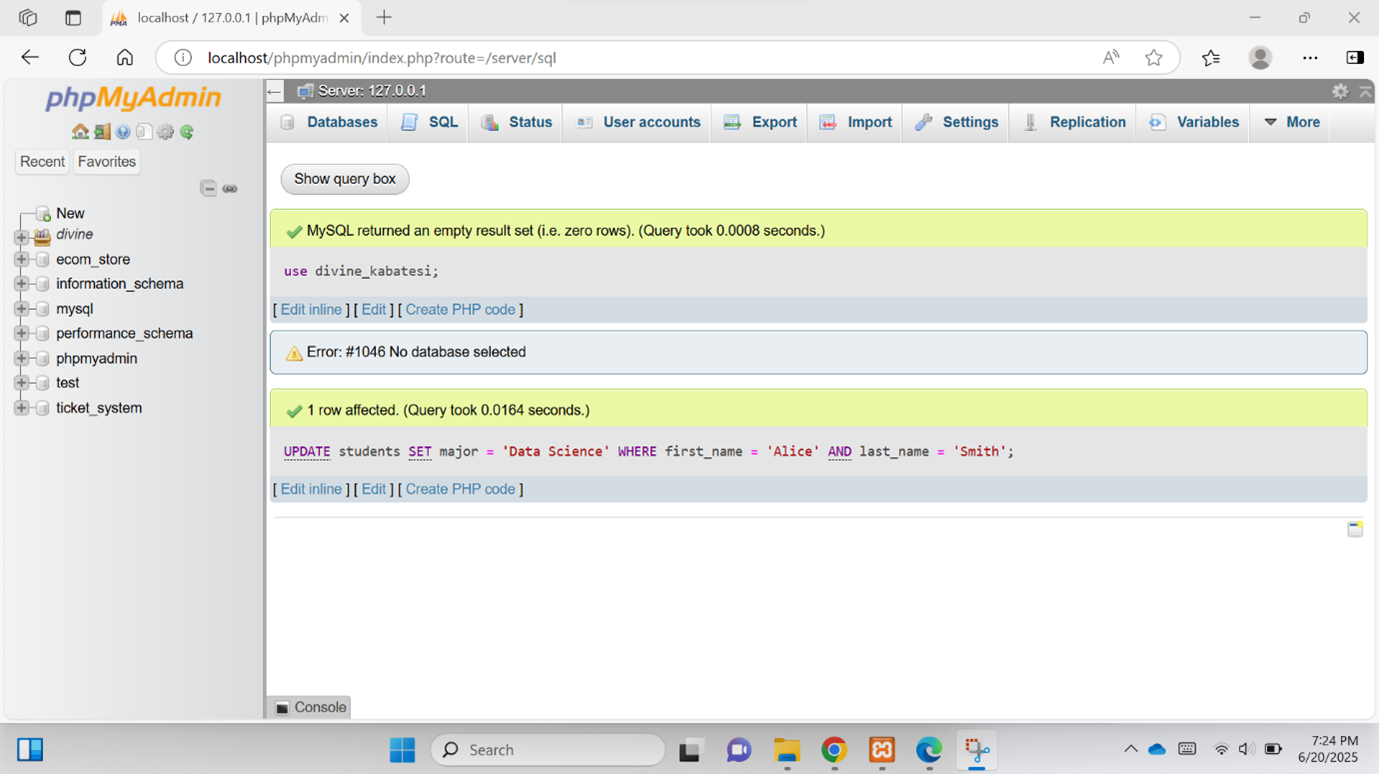 localhost / 127.0.0.1 | phpMyAdm
localhost/phpmyadmin/index.php?route=/server/sql
phpMyAdmin
Recent Favorites
New
divine
ecom_store
information_schema
mysql
performance_schema
phpmyadmin
test
ticket_system
Server: 127.0.0.1
Databases SQL Status User accounts Export Import Settings Replication Variables More
Show query box
MySQL returned an empty result set (i.e. zero rows). (Query took 0.0008 seconds.)
use divine_kabatesi;
[ Edit inline ] [ Edit ] [ Create PHP code ]
Error: #1046 No database selected
1 row affected. (Query took 0.0164 seconds.)
UPDATE students SET major = 'Data Science' WHERE first_name = 'Alice' AND last_name = 'Smith';
[ Edit inline ] [ Edit ] [ Create PHP code ]
Console
Search
7:24 PM
6/20/2025